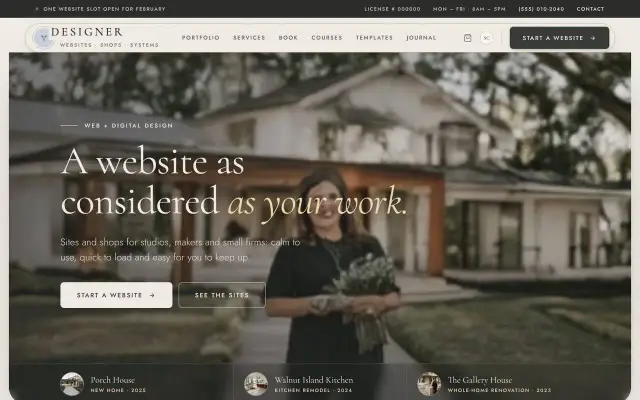 ONE WEBSITE SLOT OPEN FOR FEBRUARY
LICENSE # 000000
MON – FRI 8AM – 5PM
(555) 010-2040
CONTACT
DESIGNER
WEBSITES · SHOPS · SYSTEMS
PORTFOLIO
SERVICES
BOOK
COURSES
TEMPLATES
JOURNAL
START A WEBSITE →
WEB + DIGITAL DESIGN
A website as
considered as your work.
Sites and shops for studios, makers and small firms: calm to
use, quick to load and easy for you to keep up.
START A WEBSITE →
SEE THE SITES
Porch House
NEW HOME · 2025
Walnut Island Kitchen
KITCHEN REMODEL · 2024
The Gallery House
WHOLE-HOME RENOVATION · 2023